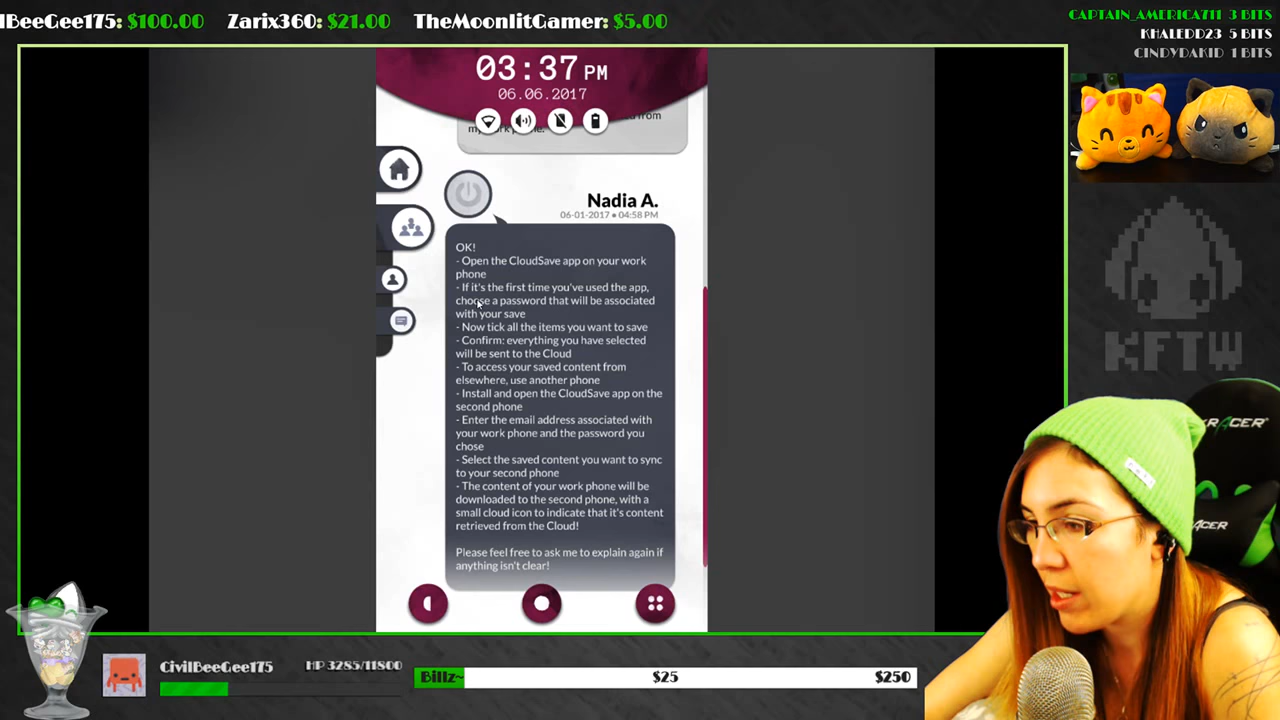 BeeGee175: $100.00 Zarix360: $21.00 TheMoonlitGamer: $5.00
CAPTAIN_AMERICA711 3 BITS
KHALEDD23 5 BITS
CINDYDAKID 1 BITS
03:37 PM
06.06.2017
from
Nadia A.
06-01-2017 • 04:58 PM
OK!
- Open the CloudSave app on your work
phone
- If it's the first time you've used the app,
choose a password that will be associated
with your save
- Now tick all the items you want to save
- Confirm: everything you have selected
will be sent to the Cloud
- To access your saved content from
elsewhere, use another phone
- Install and open the CloudSave app on the
second phone
- Enter the email address associated with
your work phone and the password you
chose
- Select the saved content you want to sync
to your second phone
- The content of your work phone will be
downloaded to the second phone, with a
small cloud icon to indicate that it's content
retrieved from the Cloud!
Please feel free to ask me to explain again if
anything isn't clear!
KFTW
CivilBeeGee175 HP 3285/11800
Billz~ $25 $250